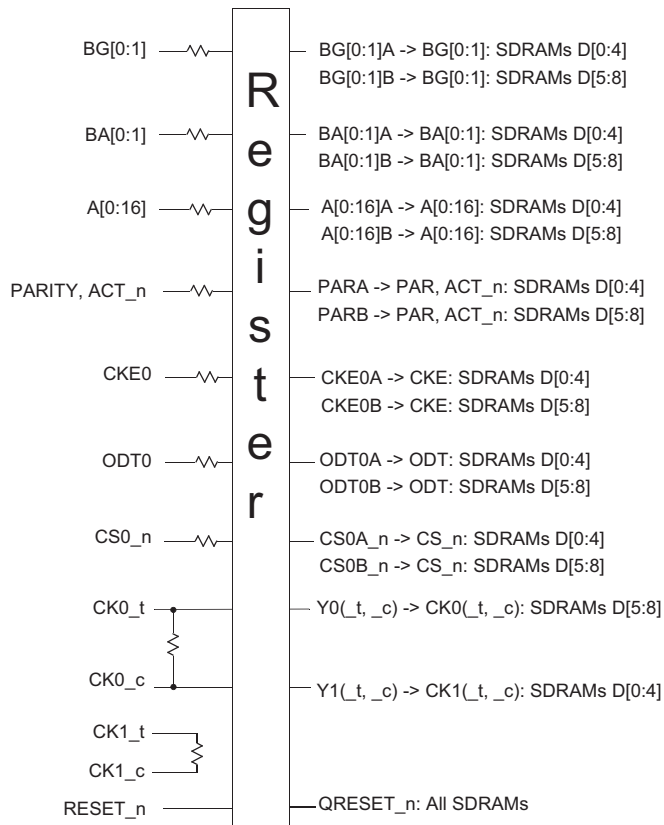 BG[0:1]
BG[0:1]A -> BG[0:1]: SDRAMs D[0:4]
BG[0:1]B -> BG[0:1]: SDRAMs D[5:8]
BA[0:1]
BA[0:1]A -> BA[0:1]: SDRAMs D[0:4]
BA[0:1]B -> BA[0:1]: SDRAMs D[5:8]
A[0:16]
A[0:16]A -> A[0:16]: SDRAMs D[0:4]
A[0:16]B -> A[0:16]: SDRAMs D[5:8]
PARITY, ACT_n
PARA -> PAR, ACT_n: SDRAMs D[0:4]
PARB -> PAR, ACT_n: SDRAMs D[5:8]
CKE0
CKE0A -> CKE: SDRAMs D[0:4]
CKE0B -> CKE: SDRAMs D[5:8]
ODT0
ODT0A -> ODT: SDRAMs D[0:4]
ODT0B -> ODT: SDRAMs D[5:8]
CS0_n
CS0A_n -> CS_n: SDRAMs D[0:4]
CS0B_n -> CS_n: SDRAMs D[5:8]
CK0_t
Y0(_t, _c) -> CK0(_t, _c): SDRAMs D[5:8]
CK0_c
Y1(_t, _c) -> CK1(_t, _c): SDRAMs D[0:4]
CK1_t
CK1_c
RESET_n
QRESET_n: All SDRAMs
Register